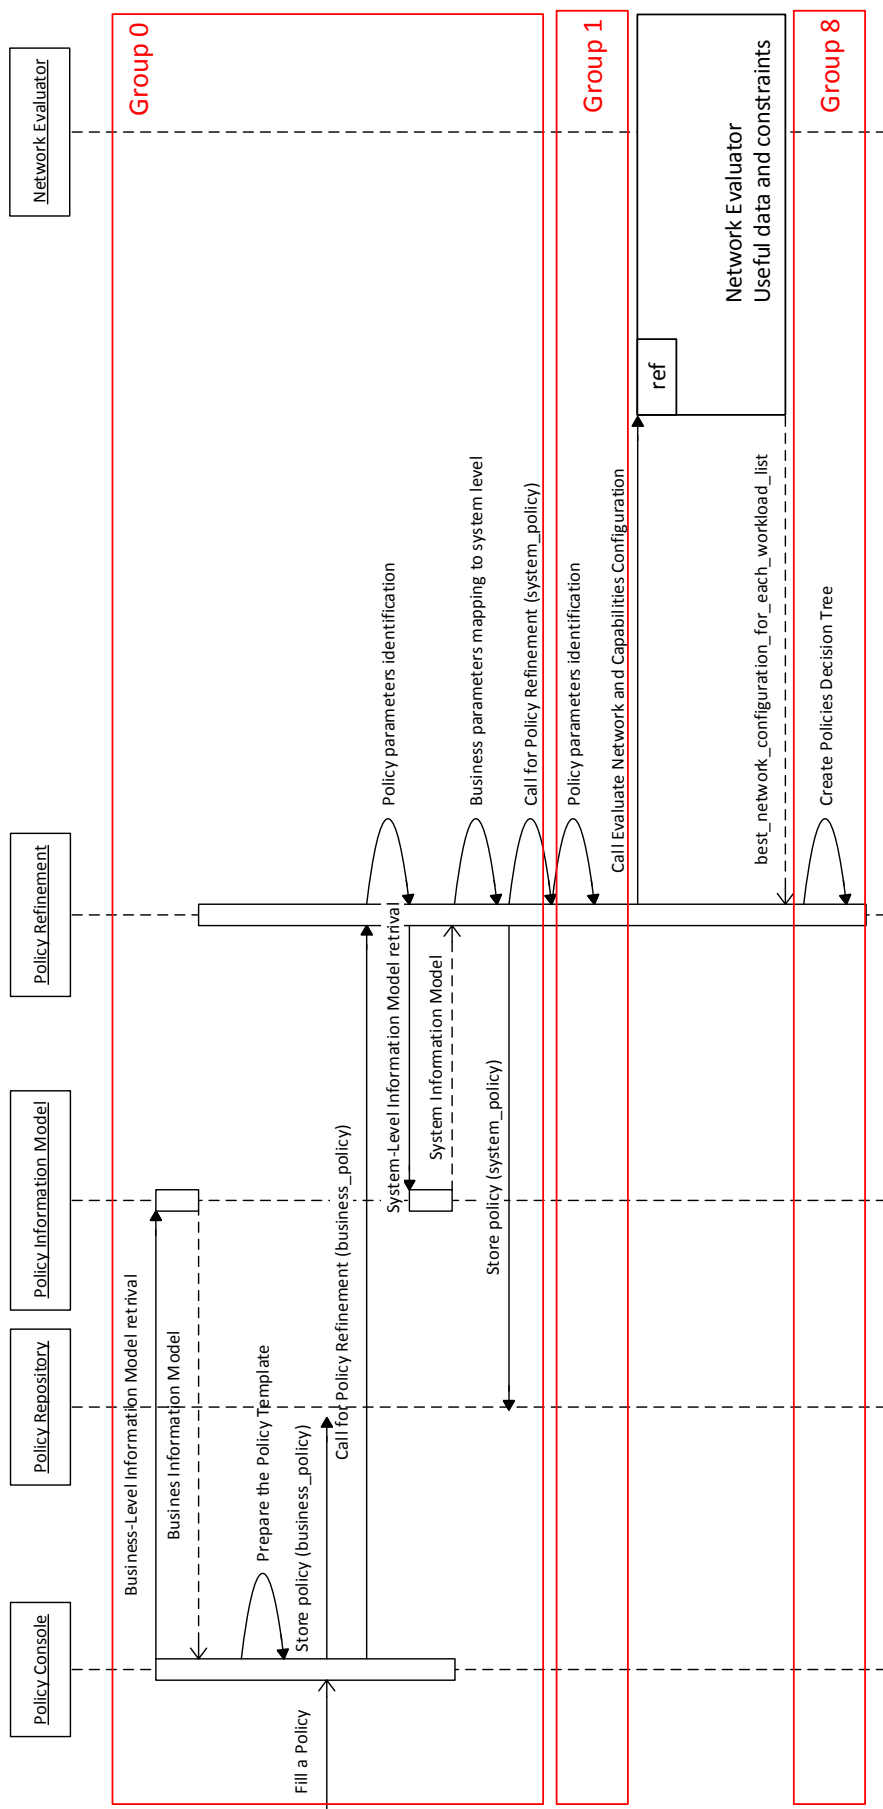 Policy Console
Policy Repository
Policy Information Model
Policy Refinement
Network Evaluator
Group 0
Business-Level Information Model retrival
Busines Information Model
Prepare the Policy Template
Fill a Policy
Store policy (business_policy)
Call for Policy Refinement (business_policy)
Policy parameters identification
System-Level Information Model retrival
System Information Model
Business parameters mapping to system level
Store policy (system_policy)
Call for Policy Refinement (system_policy)
Group 1
Policy parameters identification
Call Evaluate Network and Capabilities Configuration
ref
Network Evaluator
Useful data and constraints
best_network_configuration_for_each_workload_list
Group 8
Create Policies Decision Tree